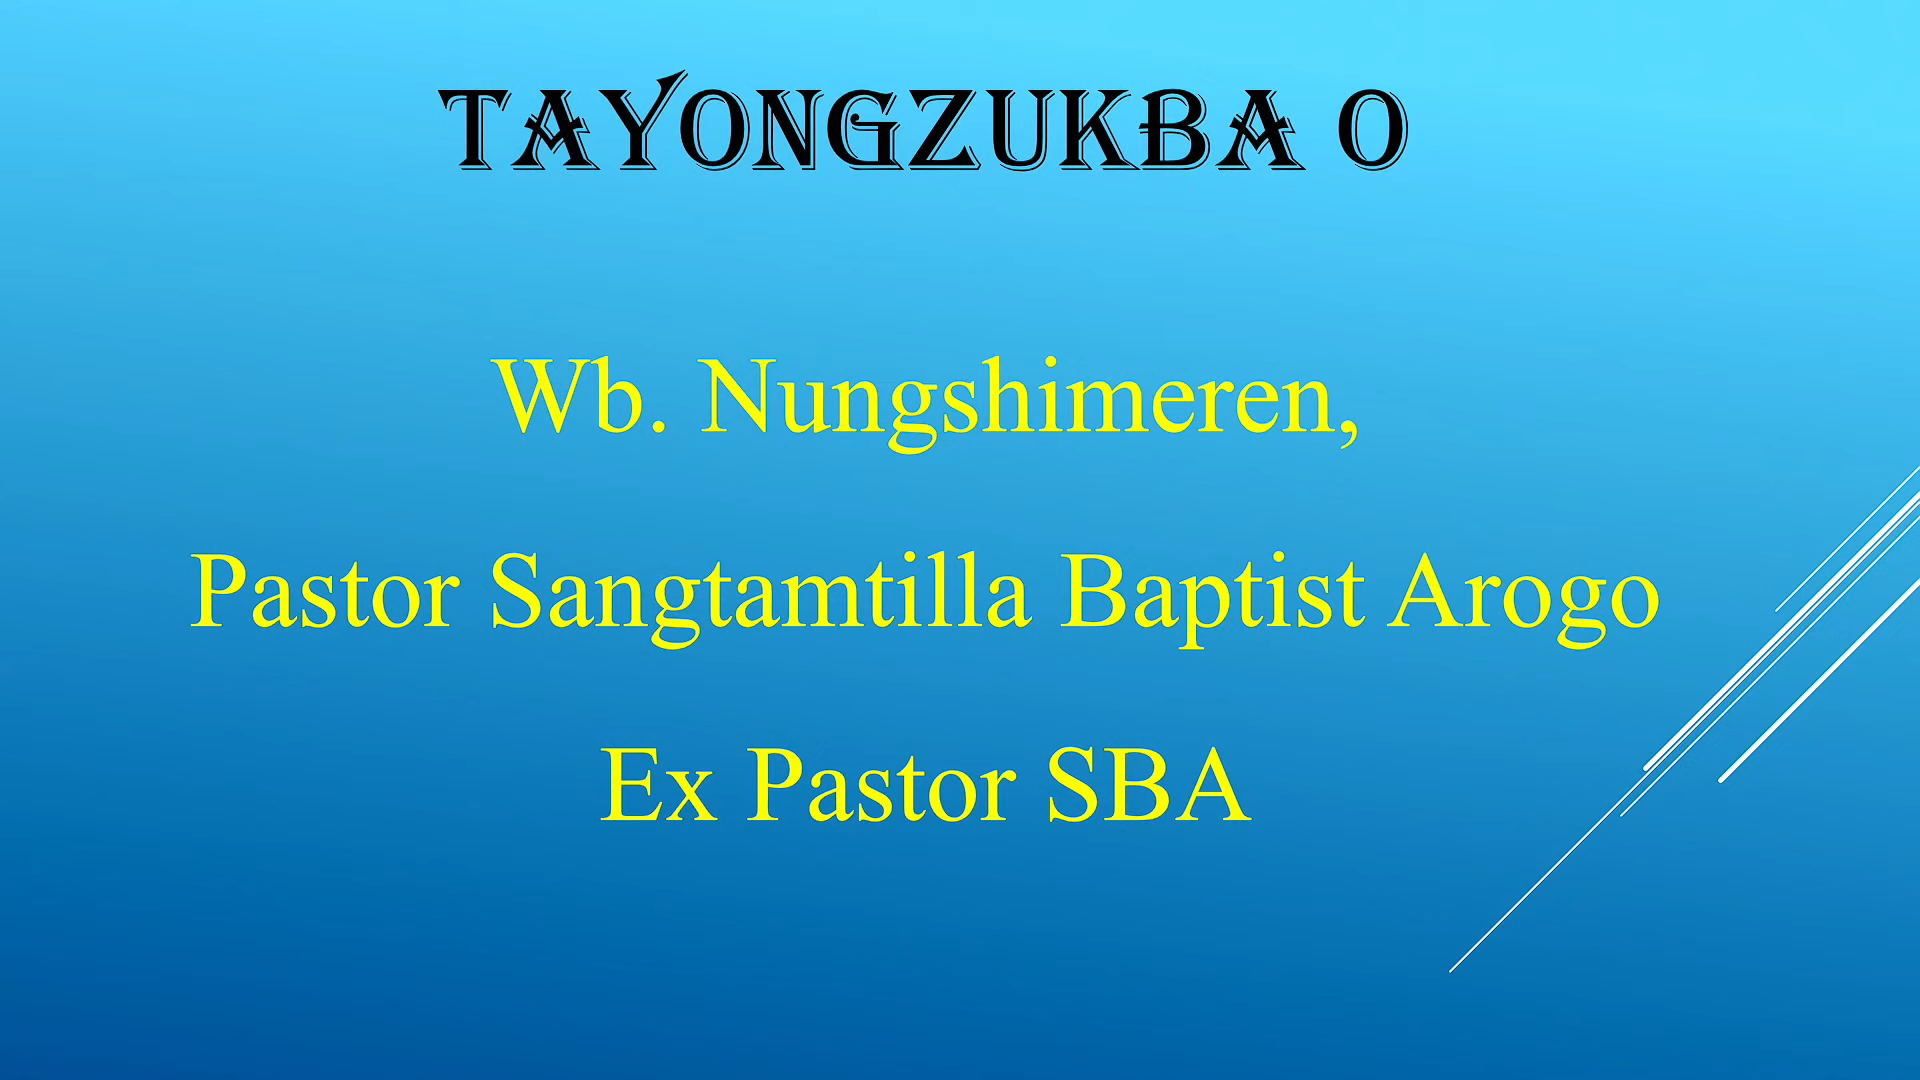 TAYONGZUKBA O
Wb. Nungshimeren,
Pastor Sangtamtilla Baptist Arogo
Ex Pastor SBA